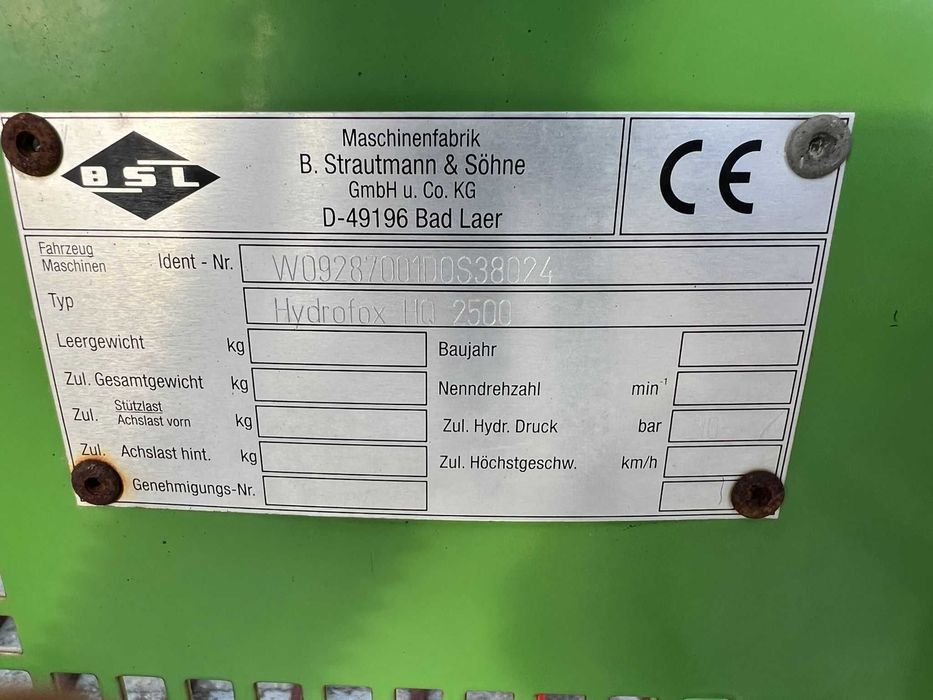 BSL
Maschinenfabrik
B. Strautmann & Söhne
GmbH u. Co. KG
D-49196 Bad Laer
CE
Fahrzeug
Maschinen
Ident - Nr. W09287001D0S38024
Typ Hydrofox HQ 2500
Leergewicht kg
Baujahr
Zul. Gesamtgewicht kg
Nenndrehzahl min⁻¹
Zul. Stützlast
Achslast vorn kg
Zul. Hydr. Druck bar
Zul. Achslast hint. kg
Zul. Höchstgeschw. km/h
Genehmigungs-Nr.